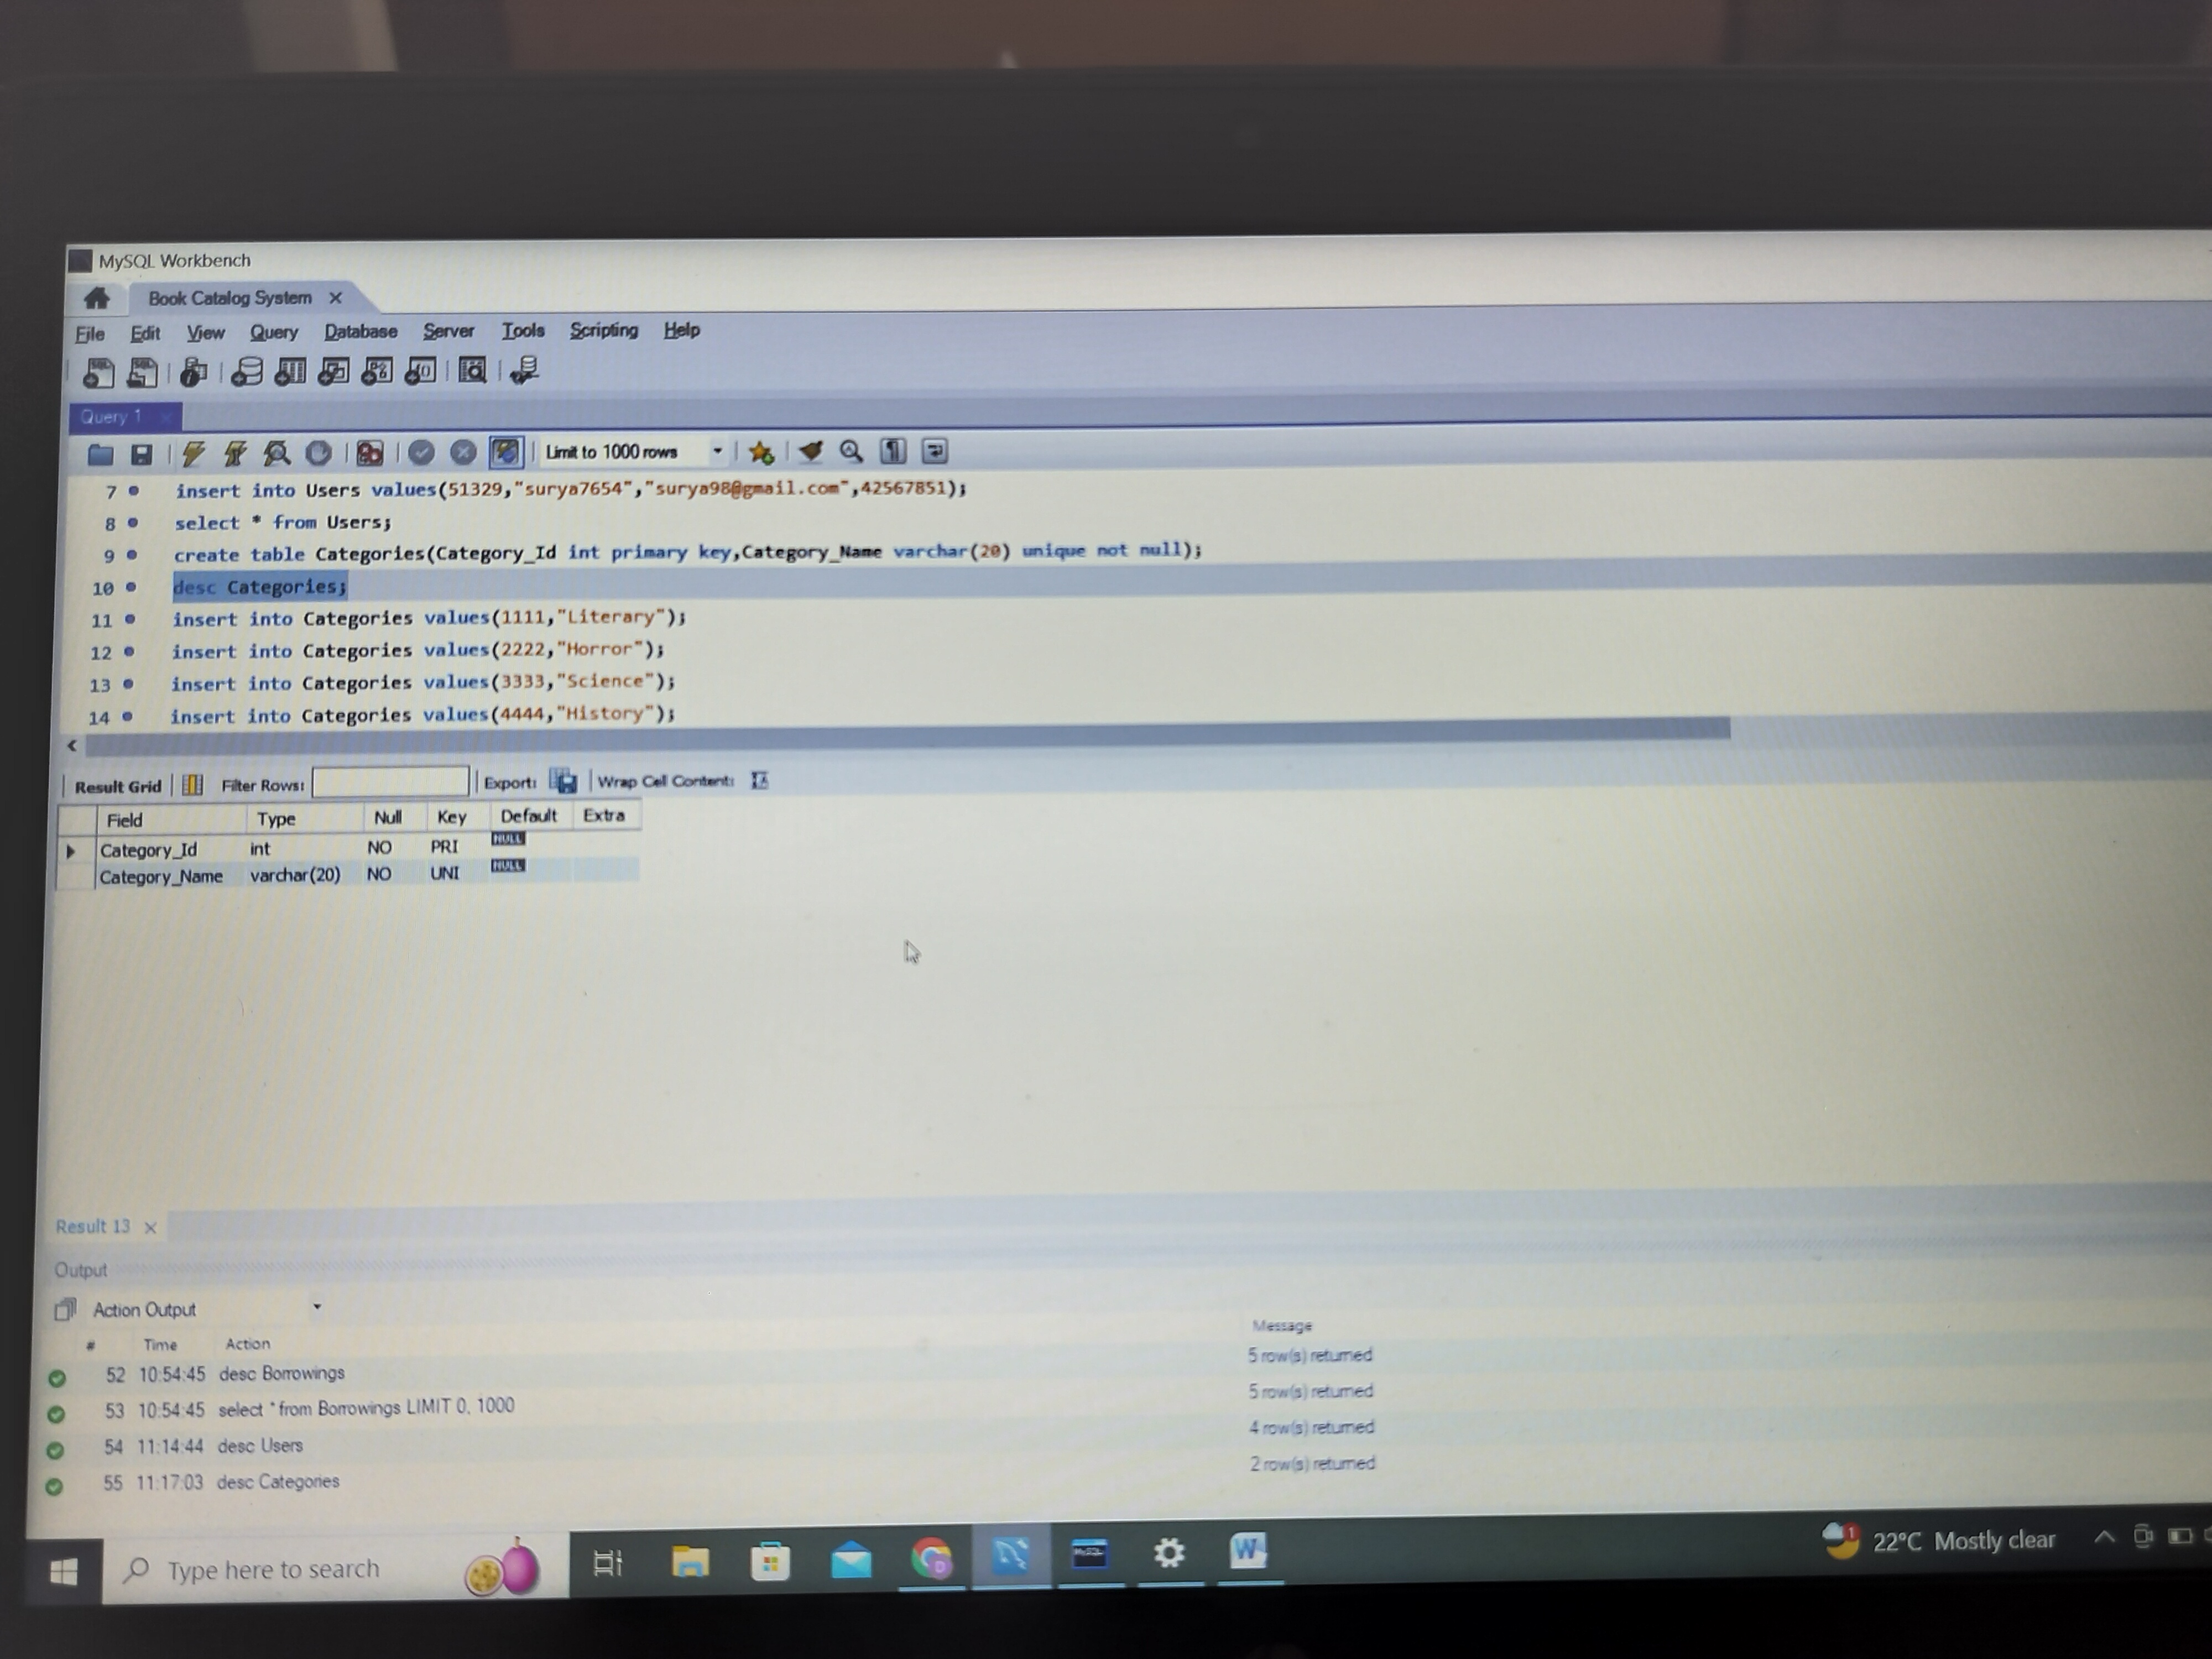 MySQL Workbench
Book Catalog System
File Edit View Query Database Server Tools Scripting Help
Query 1
Limit to 1000 rows
7 insert into Users values(51329,"surya7654","surya98@gmail.com",42567851);
8 select * from Users;
9 create table Categories(Category_Id int primary key,Category_Name varchar(20) unique not null);
10 desc Categories;
11 insert into Categories values(1111,"Literary");
12 insert into Categories values(2222,"Horror");
13 insert into Categories values(3333,"Science");
14 insert into Categories values(4444,"History");
Result Grid Filter Rows: Export: Wrap Cell Content:
Field Type Null Key Default Extra
Category_Id int NO PRI NULL
Category_Name varchar(20) NO UNI NULL
Result 13
Output
Action Output
# Time Action Message
52 10:54:45 desc Borrowings 5 row(s) returned
53 10:54:45 select * from Borrowings LIMIT 0, 1000 5 row(s) returned
54 11:14:44 desc Users 4 row(s) returned
55 11:17:03 desc Categories 2 row(s) returned
Type here to search
22°C Mostly clear